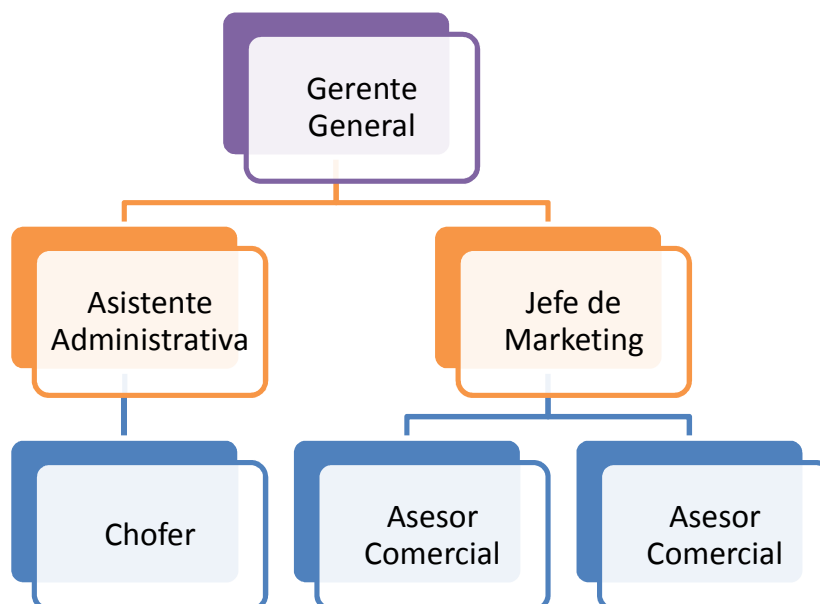 Gerente
General
Asistente
Administrativa
Jefe de
Marketing
Chofer
Asesor
Comercial
Asesor
Comercial